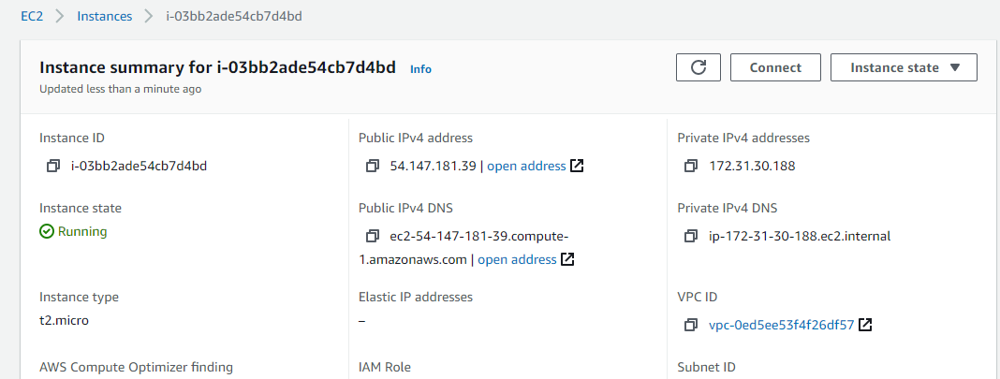 EC2 > Instances > i-03bb2ade54cb7d4bd
Instance summary for i-03bb2ade54cb7d4bd Info
Updated less than a minute ago
Connect
Instance state
Instance ID
i-03bb2ade54cb7d4bd
Public IPv4 address
54.147.181.39 | open address
Private IPv4 addresses
172.31.30.188
Instance state
Running
Public IPv4 DNS
ec2-54-147-181-39.compute-
1.amazonaws.com | open address
Private IPv4 DNS
ip-172-31-30-188.ec2.internal
Instance type
t2.micro
Elastic IP addresses
–
VPC ID
vpc-0ed5ee53f4f26df57
AWS Compute Optimizer finding
IAM Role
Subnet ID